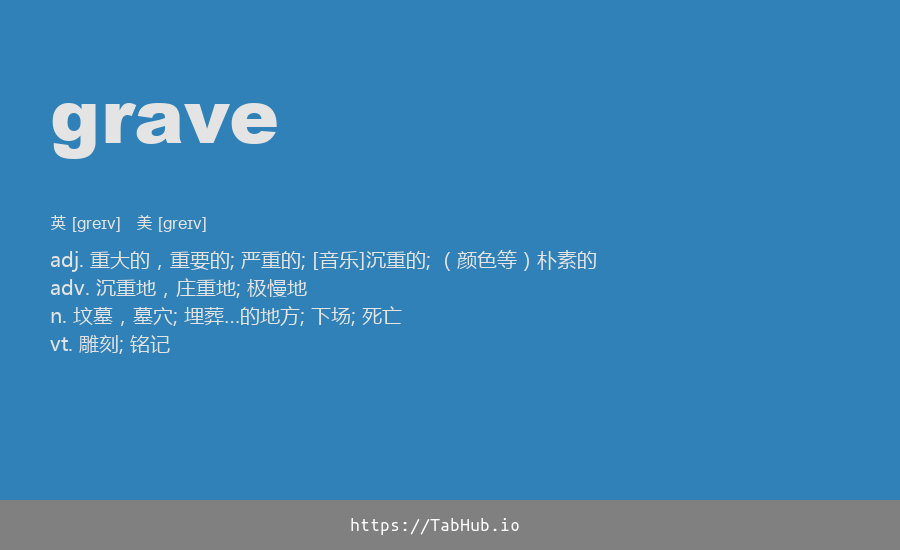 grave
英 [greɪv] 美 [greɪv]
adj. 重大的，重要的; 严重的; [音乐]沉重的; （颜色等）朴素的
adv. 沉重地，庄重地; 极慢地
n. 坟墓，墓穴; 埋葬…的地方; 下场; 死亡
vt. 雕刻; 铭记
https://TabHub.io